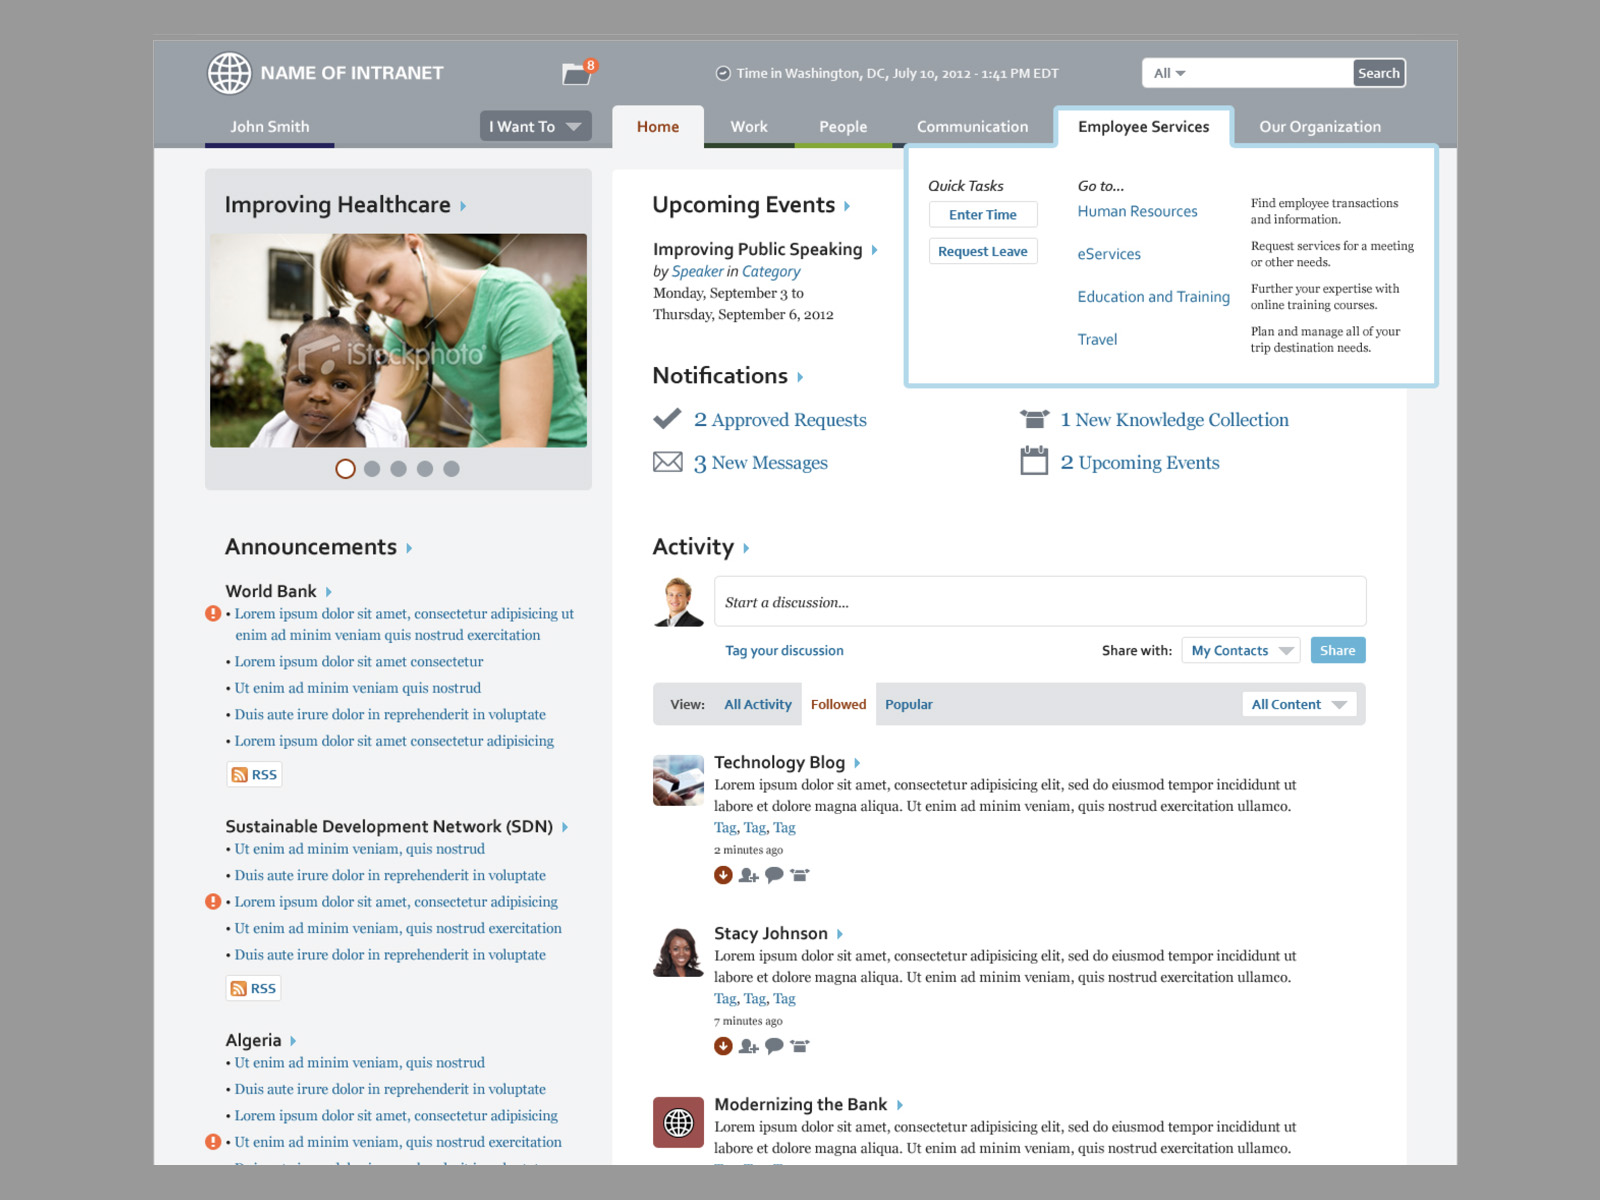 NAME OF INTRANET
8
Time in Washington, DC, July 10, 2012 - 1:41 PM EDT
All
Search
John Smith
I Want To
Home
Work
People
Communication
Employee Services
Our Organization
Quick Tasks
Enter Time
Request Leave
Go to...
Human Resources
Find employee transactions
and information.
eServices
Request services for a meeting
or other needs.
Education and Training
Further your expertise with
online training courses.
Travel
Plan and manage all of your
trip destination needs.
Improving Healthcare
iStockphoto
Announcements
World Bank
• Lorem ipsum dolor sit amet, consectetur adipisicing ut
enim ad minim veniam quis nostrud exercitation
• Lorem ipsum dolor sit amet consectetur
• Ut enim ad minim veniam quis nostrud
• Duis aute irure dolor in reprehenderit in voluptate
• Lorem ipsum dolor sit amet consectetur adipisicing
RSS
Sustainable Development Network (SDN)
• Ut enim ad minim veniam, quis nostrud
• Duis aute irure dolor in reprehenderit in voluptate
• Lorem ipsum dolor sit amet, consectetur adipisicing
• Ut enim ad minim veniam, quis nostrud exercitation
• Duis aute irure dolor in reprehenderit in voluptate
RSS
Algeria
• Ut enim ad minim veniam, quis nostrud
• Duis aute irure dolor in reprehenderit in voluptate
• Lorem ipsum dolor sit amet, consectetur adipisicing
• Ut enim ad minim veniam, quis nostrud exercitation
Upcoming Events
Improving Public Speaking
by Speaker in Category
Monday, September 3 to
Thursday, September 6, 2012
Notifications
2 Approved Requests
1 New Knowledge Collection
3 New Messages
2 Upcoming Events
Activity
Start a discussion...
Tag your discussion
Share with:
My Contacts
Share
View:
All Activity
Followed
Popular
All Content
Technology Blog
Lorem ipsum dolor sit amet, consectetur adipisicing elit, sed do eiusmod tempor incididunt ut
labore et dolore magna aliqua. Ut enim ad minim veniam, quis nostrud exercitation ullamco.
Tag, Tag, Tag
2 minutes ago
Stacy Johnson
Lorem ipsum dolor sit amet, consectetur adipisicing elit, sed do eiusmod tempor incididunt ut
labore et dolore magna aliqua. Ut enim ad minim veniam, quis nostrud exercitation ullamco.
Tag, Tag, Tag
7 minutes ago
Modernizing the Bank
Lorem ipsum dolor sit amet, consectetur adipisicing elit, sed do eiusmod tempor incididunt ut
labore et dolore magna aliqua. Ut enim ad minim veniam, quis nostrud exercitation ullamco.